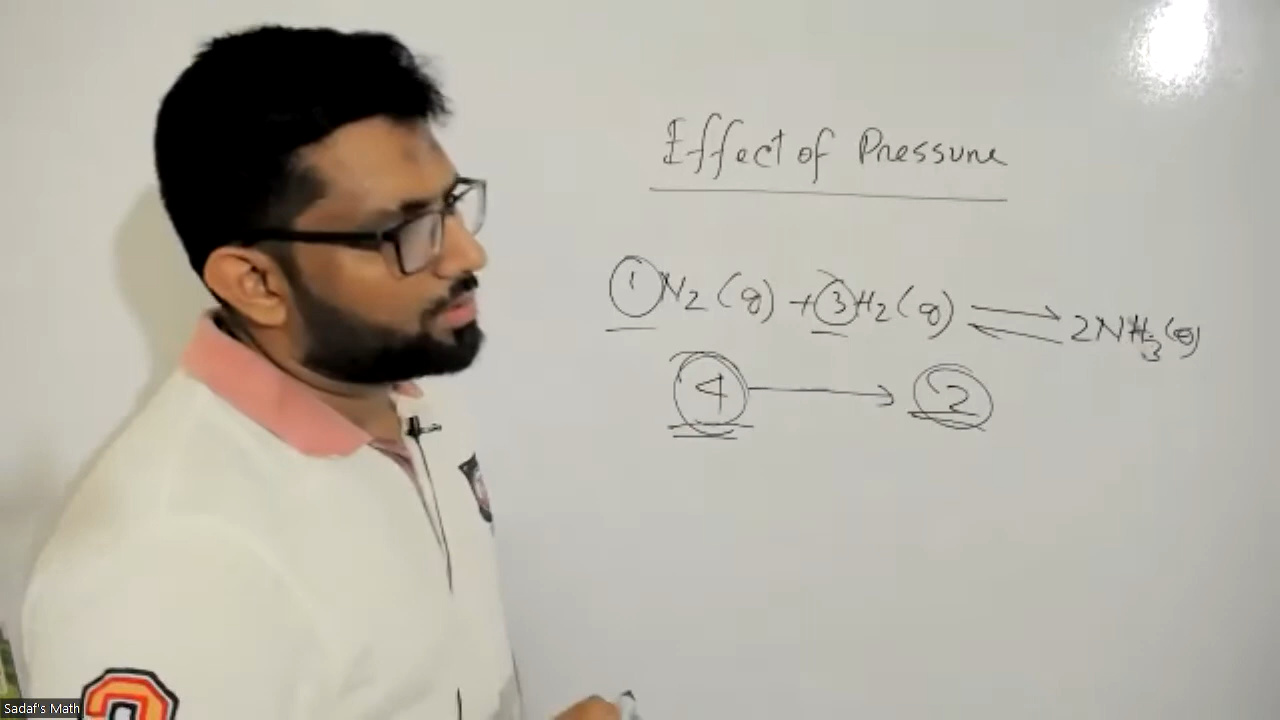 Effect of Pressure
1 N2 (g) + 3 H2 (g) ⇌ 2NH3(g)
4 → 2
Sadaf's Math